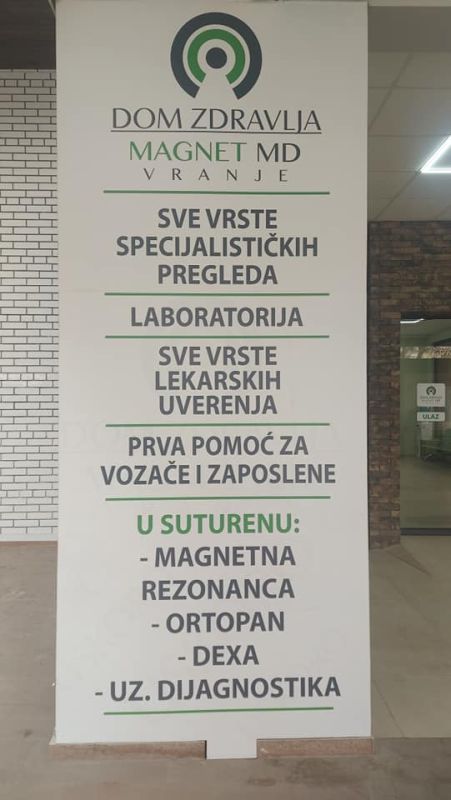 DOM ZDRAVLJA
MAGNET MD
VRANJE
SVE VRSTE
SPECIJALISTIČKIH
PREGLEDA
LABORATORIJA
SVE VRSTE
LEKARSKIH
UVERENJA
PRVA POMOĆ ZA
VOZAČE I ZAPOSLENE
U SUTURENU:
- MAGNETNA
REZONANCA
- ORTOPAN
- DEXA
- UZ. DIJAGNOSTIKA
ULAZ